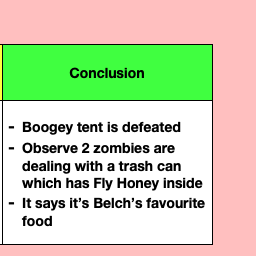 Conclusion
- Boogey tent is defeated
- Observe 2 zombies are
dealing with a trash can
which has Fly Honey inside
- It says it's Belch's favourite
food